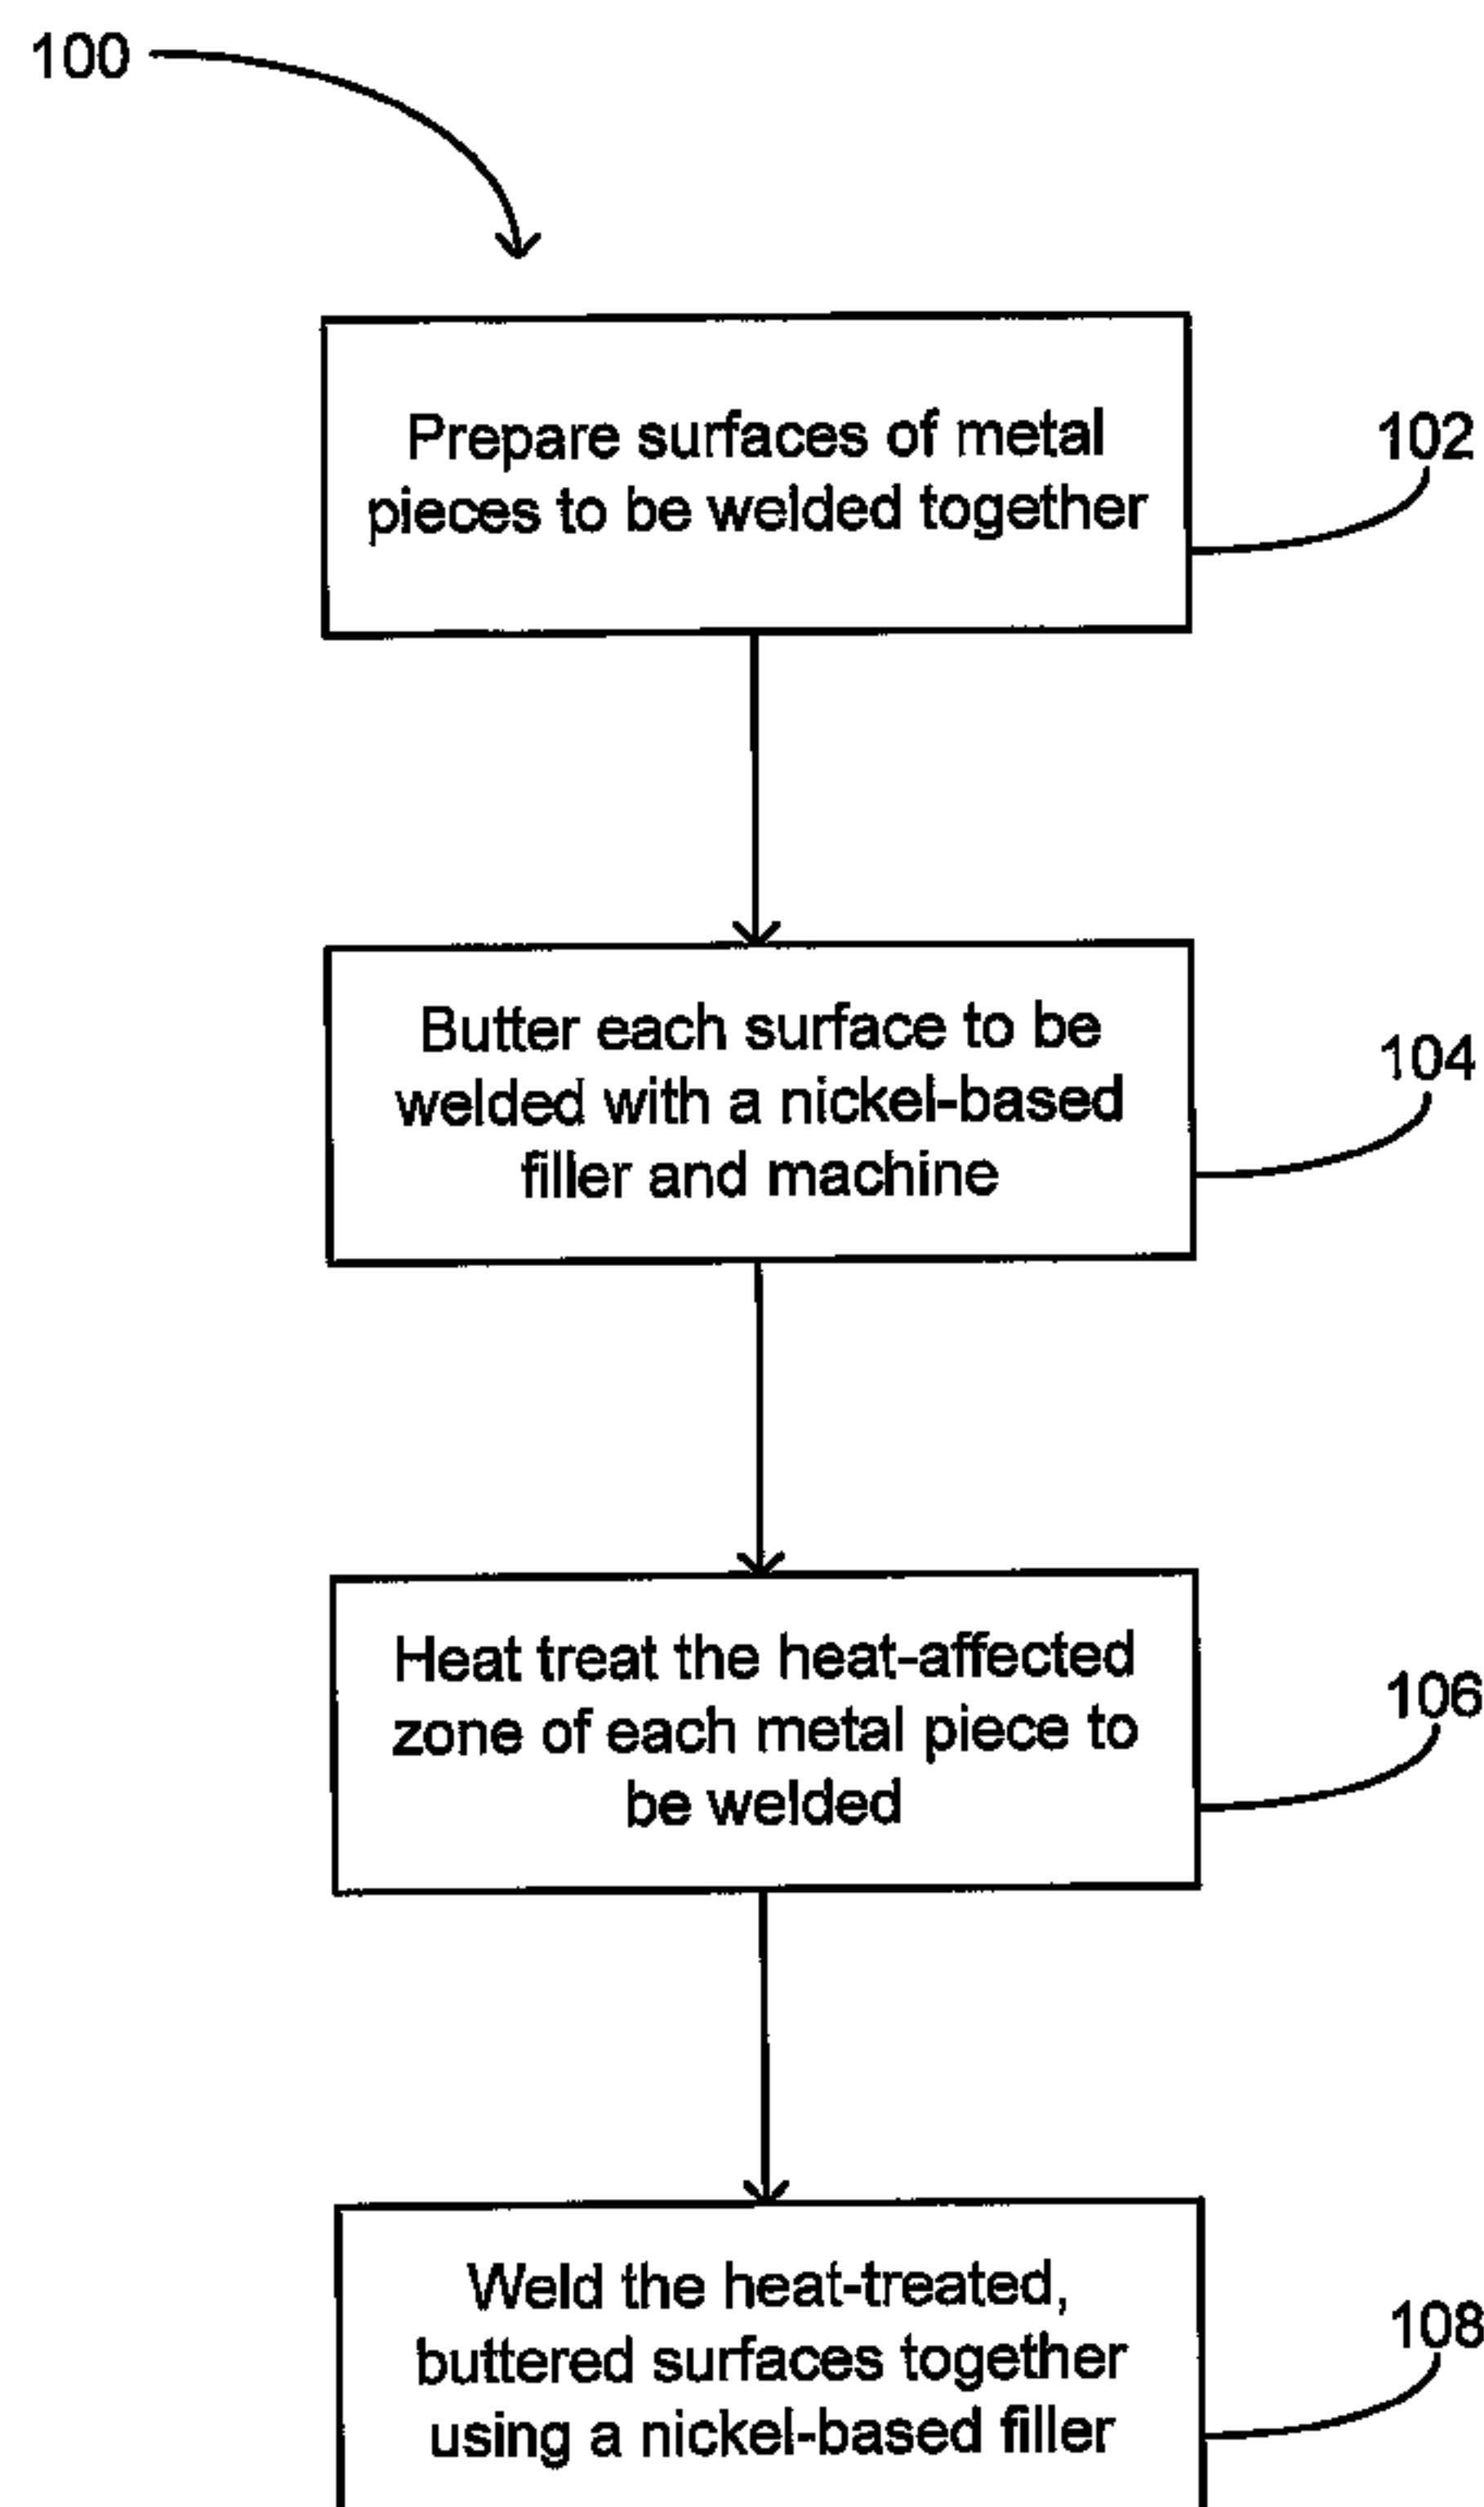 100
Prepare surfaces of metal
pieces to be welded together
102
Butter each surface to be
welded with a nickel-based
filler and machine
104
Heat treat the heat-affected
zone of each metal piece to
be welded
106
Weld the heat-treated,
buttered surfaces together
using a nickel-based filler
108